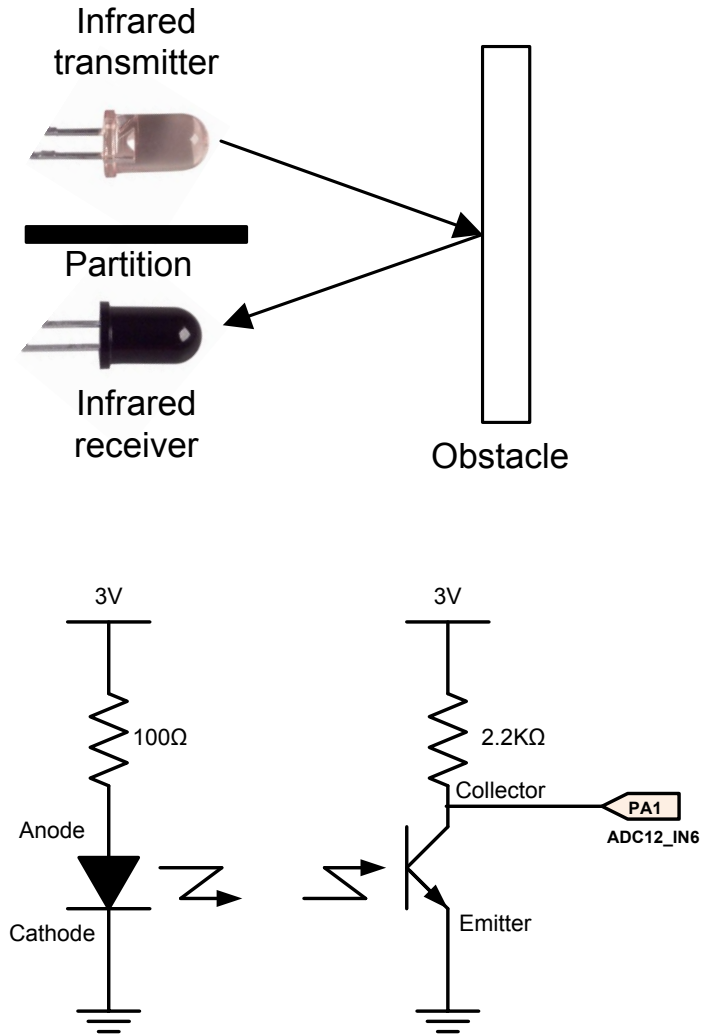 Infrared
transmitter
Partition
Infrared
receiver
Obstacle
3V
3V
100Ω
2.2KΩ
Collector
PA1
ADC12_IN6
Anode
Cathode
Emitter